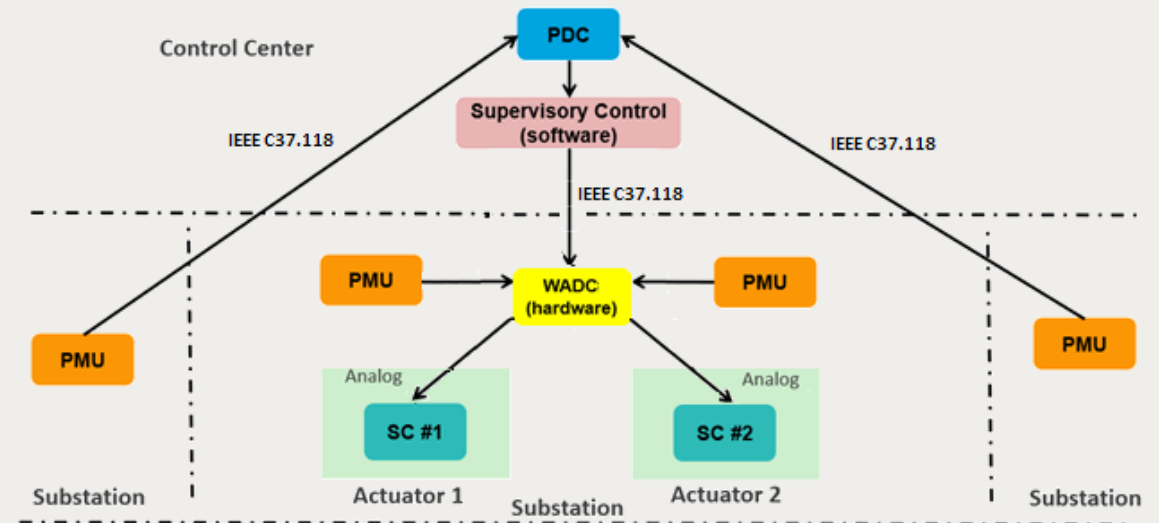 PDC
Control Center
Supervisory Control
(software)
IEEE C37.118
IEEE C37.118
IEEE C37.118
PMU
WADC
(hardware)
PMU
PMU
PMU
Analog
Analog
SC #1
SC #2
Actuator 1
Actuator 2
Substation
Substation
Substation